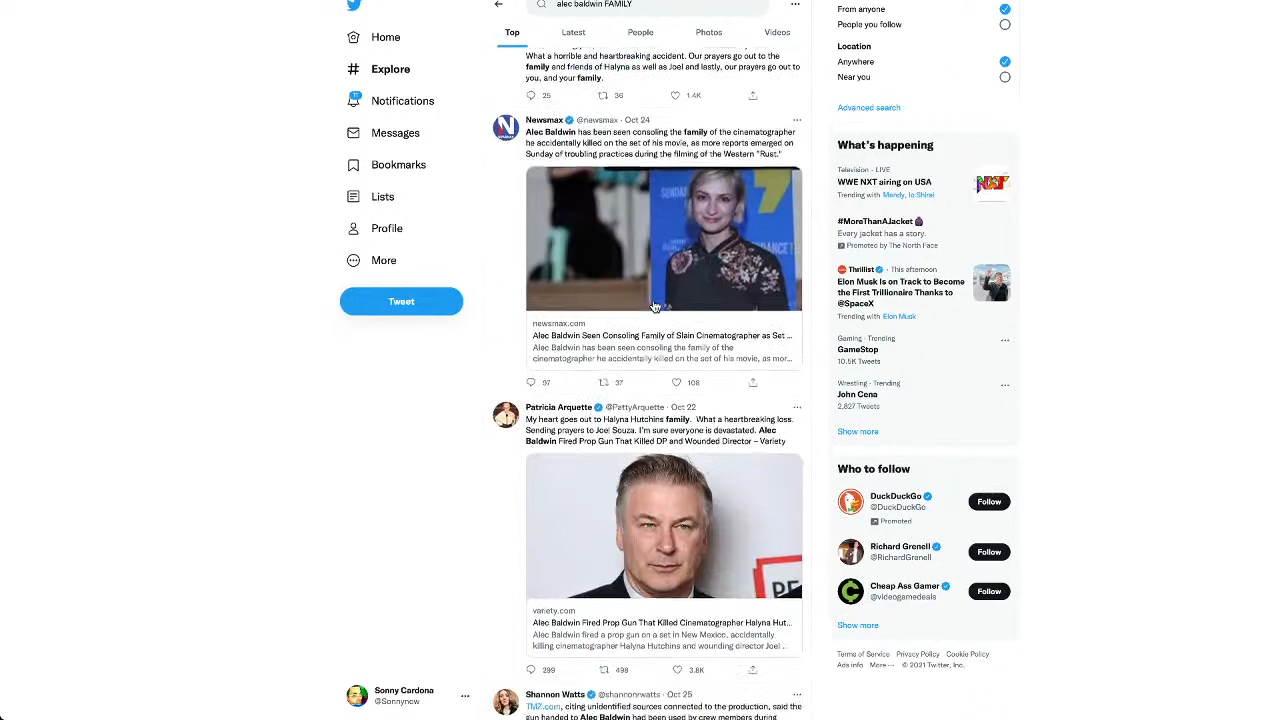 alec baldwin FAMILY
Home
Explore
11
Notifications
Messages
Bookmarks
Lists
Profile
More
Tweet
Sonny Cardona
@Sonnynow
Top Latest People Photos Videos
What a horrible and heartbreaking accident. Our prayers go out to the
family and friends of Halyna as well as Joel and lastly, our prayers go out to
you, and your family.
25 36 1.4K
Newsmax @newsmax · Oct 24
Alec Baldwin has been seen consoling the family of the cinematographer
he accidentally killed on the set of his movie, as more reports emerged on
Sunday of troubling practices during the filming of the Western "Rust."
newsmax.com
Alec Baldwin Seen Consoling Family of Slain Cinematographer as Set ...
Alec Baldwin has been seen consoling the family of the
cinematographer he accidentally killed on the set of his movie, as mor...
97 37 108
Patricia Arquette @PattyArquette · Oct 22
My heart goes out to Halyna Hutchins family. What a heartbreaking loss.
Sending prayers to Joel Souza. I'm sure everyone is devastated. Alec
Baldwin Fired Prop Gun That Killed DP and Wounded Director – Variety
variety.com
Alec Baldwin Fired Prop Gun That Killed Cinematographer Halyna Hut...
Alec Baldwin fired a prop gun on a set in New Mexico, accidentally
killing cinematographer Halyna Hutchins and wounding director Joel ..
299 498 3.8K
Shannon Watts @shannonrwatts · Oct 25
TMZ.com, citing unidentified sources connected to the production, said the
gun handed to Alec Baldwin had been used by crew members during
From anyone
People you follow
Location
Anywhere
Near you
Advanced search
What's happening
Television · LIVE
WWE NXT airing on USA
Trending with Mandy, Io Shirai
#MoreThanAJacket
Every jacket has a story.
Promoted by The North Face
Thrillist · This afternoon
Elon Musk Is on Track to Become
the First Trillionaire Thanks to
@SpaceX
Trending with Elon Musk
Gaming · Trending
GameStop
10.5K Tweets
Wrestling · Trending
John Cena
2,827 Tweets
Show more
Who to follow
DuckDuckGo
@DuckDuckGo
Promoted
Follow
Richard Grenell
@RichardGrenell
Follow
Cheap Ass Gamer
@videogamedeals
Follow
Show more
Terms of Service Privacy Policy Cookie Policy
Ads info More ··· © 2021 Twitter, Inc.